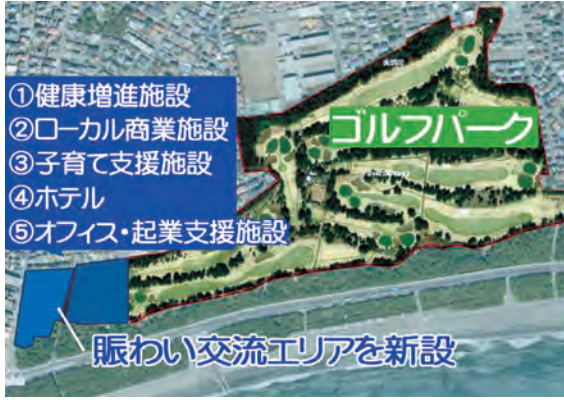 ①健康増進施設
②ローカル商業施設
③子育て支援施設
④ホテル
⑤オフィス・起業支援施設
ゴルフパーク
賑わい交流エリアを新設